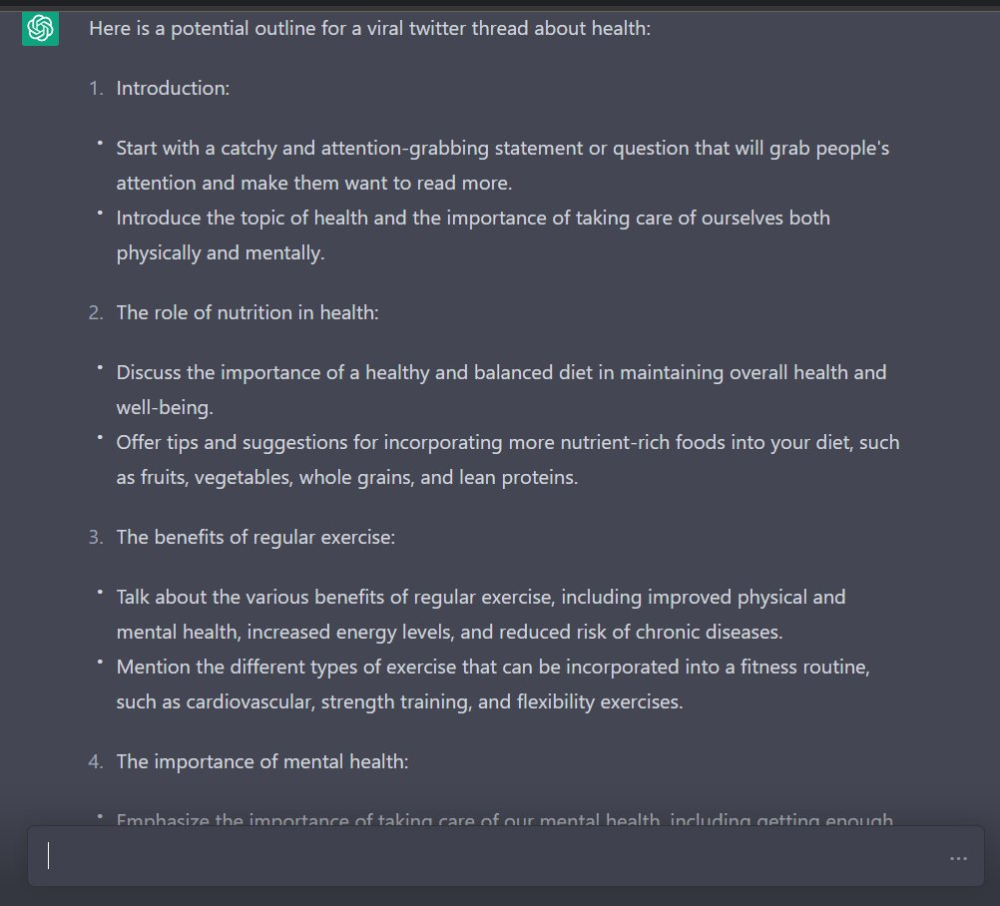 Here is a potential outline for a viral twitter thread about health:
1. Introduction:
• Start with a catchy and attention-grabbing statement or question that will grab people's
attention and make them want to read more.
• Introduce the topic of health and the importance of taking care of ourselves both
physically and mentally.
2. The role of nutrition in health:
• Discuss the importance of a healthy and balanced diet in maintaining overall health and
well-being.
• Offer tips and suggestions for incorporating more nutrient-rich foods into your diet, such
as fruits, vegetables, whole grains, and lean proteins.
3. The benefits of regular exercise:
• Talk about the various benefits of regular exercise, including improved physical and
mental health, increased energy levels, and reduced risk of chronic diseases.
• Mention the different types of exercise that can be incorporated into a fitness routine,
such as cardiovascular, strength training, and flexibility exercises.
4. The importance of mental health:
• Emphasize the importance of taking care of our mental health, including getting enough